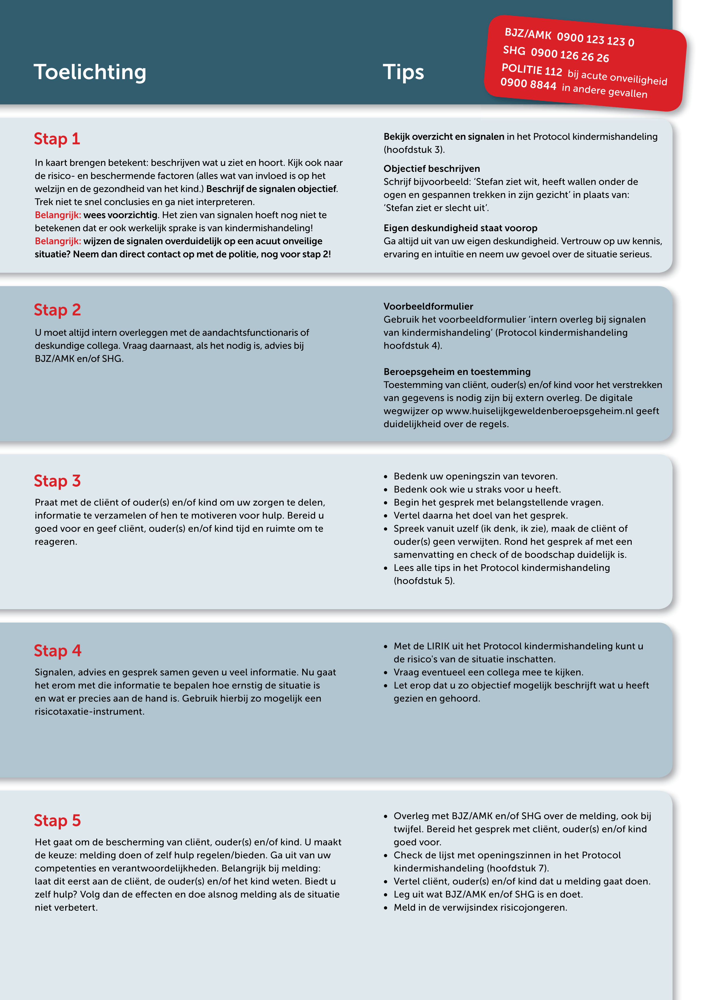 Toelichting
Tips
BJZ/AMK 0900 123 123 0
SHG 0900 126 26 26
POLITIE 112 bij acute onveiligheid
0900 8844 in andere gevallen
Stap 1
In kaart brengen betekent: beschrijven wat u ziet en hoort. Kijk ook naar
de risico- en beschermende factoren (alles wat van invloed is op het
welzijn en de gezondheid van het kind.) Beschrijf de signalen objectief.
Trek niet te snel conclusies en ga niet interpreteren.
Belangrijk: wees voorzichtig. Het zien van signalen hoeft nog niet te
betekenen dat er ook werkelijk sprake is van kindermishandeling!
Belangrijk: wijzen de signalen overduidelijk op een acuut onveilige
situatie? Neem dan direct contact op met de politie, nog voor stap 2!
Bekijk overzicht en signalen in het Protocol kindermishandeling
(hoofdstuk 3).
Objectief beschrijven
Schrijf bijvoorbeeld: ‘Stefan ziet wit, heeft wallen onder de
ogen en gespannen trekken in zijn gezicht’ in plaats van:
‘Stefan ziet er slecht uit’.
Eigen deskundigheid staat voorop
Ga altijd uit van uw eigen deskundigheid. Vertrouw op uw kennis,
ervaring en intuïtie en neem uw gevoel over de situatie serieus.
Stap 2
U moet altijd intern overleggen met de aandachtsfunctionaris of
deskundige collega. Vraag daarnaast, als het nodig is, advies bij
BJZ/AMK en/of SHG.
Voorbeeldformulier
Gebruik het voorbeeldformulier ‘intern overleg bij signalen
van kindermishandeling’ (Protocol kindermishandeling
hoofdstuk 4).
Beroepsgeheim en toestemming
Toestemming van cliënt, ouder(s) en/of kind voor het verstrekken
van gegevens is nodig zijn bij extern overleg. De digitale
wegwijzer op www.huiselijkgeweldenberoepsgeheim.nl geeft
duidelijkheid over de regels.
Stap 3
Praat met de cliënt of ouder(s) en/of kind om uw zorgen te delen,
informatie te verzamelen of hen te motiveren voor hulp. Bereid u
goed voor en geef cliënt, ouder(s) en/of kind tijd en ruimte om te
reageren.
• Bedenk uw openingszin van tevoren.
• Bedenk ook wie u straks voor u heeft.
• Begin het gesprek met belangstellende vragen.
• Vertel daarna het doel van het gesprek.
• Spreek vanuit uzelf (ik denk, ik zie), maak de cliënt of
ouder(s) geen verwijten. Rond het gesprek af met een
samenvatting en check of de boodschap duidelijk is.
• Lees alle tips in het Protocol kindermishandeling
(hoofdstuk 5).
Stap 4
Signalen, advies en gesprek samen geven u veel informatie. Nu gaat
het erom met die informatie te bepalen hoe ernstig de situatie is
en wat er precies aan de hand is. Gebruik hierbij zo mogelijk een
risicotaxatie-instrument.
• Met de LIRIK uit het Protocol kindermishandeling kunt u
de risico's van de situatie inschatten.
• Vraag eventueel een collega mee te kijken.
• Let erop dat u zo objectief mogelijk beschrijft wat u heeft
gezien en gehoord.
Stap 5
Het gaat om de bescherming van cliënt, ouder(s) en/of kind. U maakt
de keuze: melding doen of zelf hulp regelen/bieden. Ga uit van uw
competenties en verantwoordelijkheden. Belangrijk bij melding:
laat dit eerst aan de cliënt, de ouder(s) en/of het kind weten. Biedt u
zelf hulp? Volg dan de effecten en doe alsnog melding als de situatie
niet verbetert.
• Overleg met BJZ/AMK en/of SHG over de melding, ook bij
twijfel. Bereid het gesprek met cliënt, ouder(s) en/of kind
goed voor.
• Check de lijst met openingszinnen in het Protocol
kindermishandeling (hoofdstuk 7).
• Vertel cliënt, ouder(s) en/of kind dat u melding gaat doen.
• Leg uit wat BJZ/AMK en/of SHG is en doet.
• Meld in de verwijsindex risicojongeren.